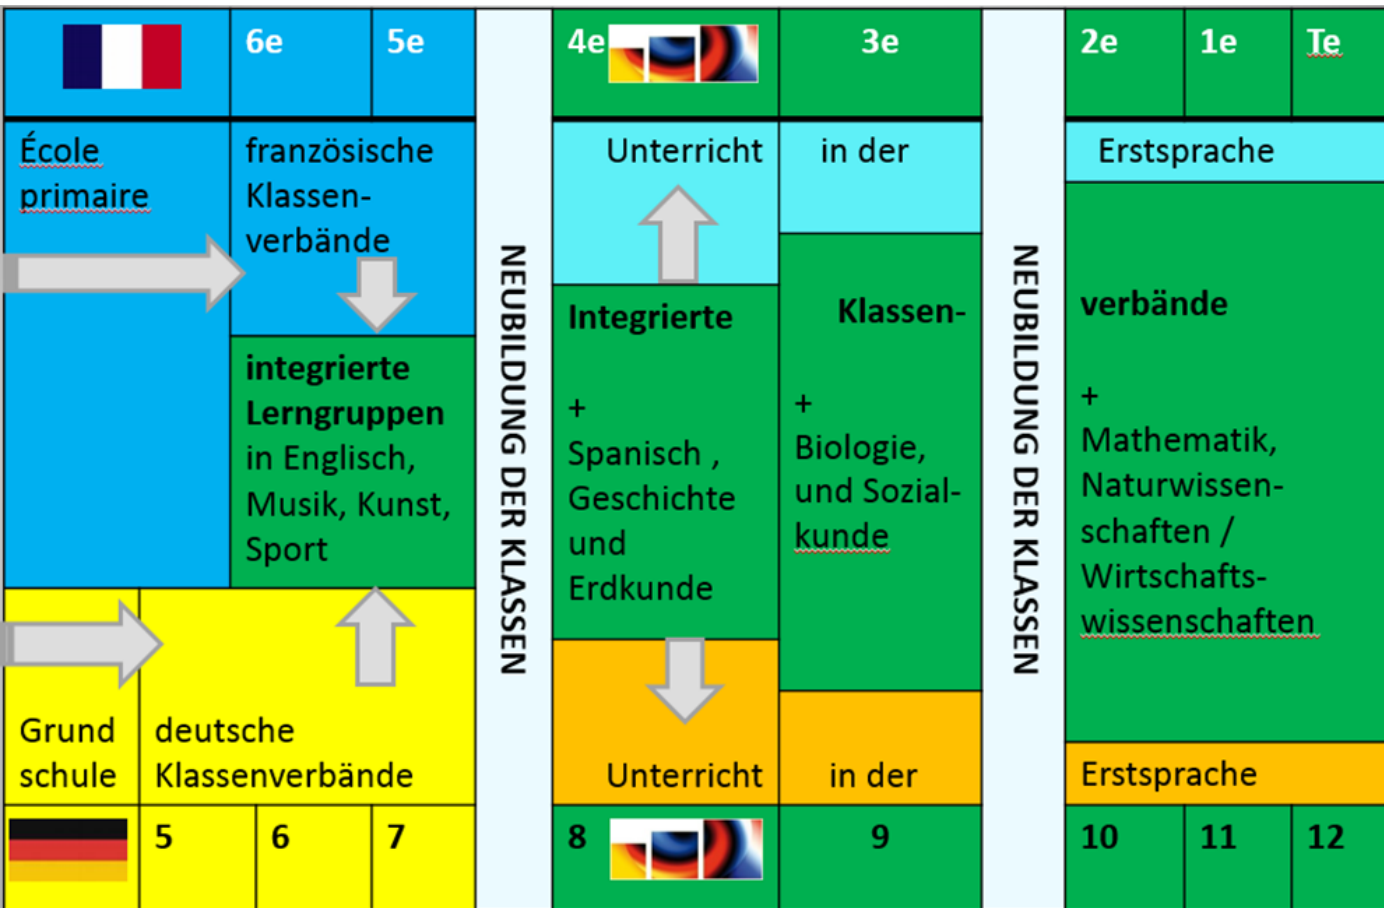 6e
5e
4e
3e
2e
1e
Te
École
primaire
französische
Klassen-
verbände
integrierte
Lerngruppen
in Englisch,
Musik, Kunst,
Sport
Grund
schule
deutsche
Klassenverbände
5
6
7
NEUBILDUNG DER KLASSEN
Unterricht
in der
Erstsprache
Integrierte
+
Spanisch ,
Geschichte
und
Erdkunde
Klassen-
+
Biologie,
und Sozial-
kunde
Unterricht
in der
8
9
NEUBILDUNG DER KLASSEN
verbände
+
Mathematik,
Naturwissen-
schaften /
Wirtschafts-
wissenschaften
Erstsprache
10
11
12